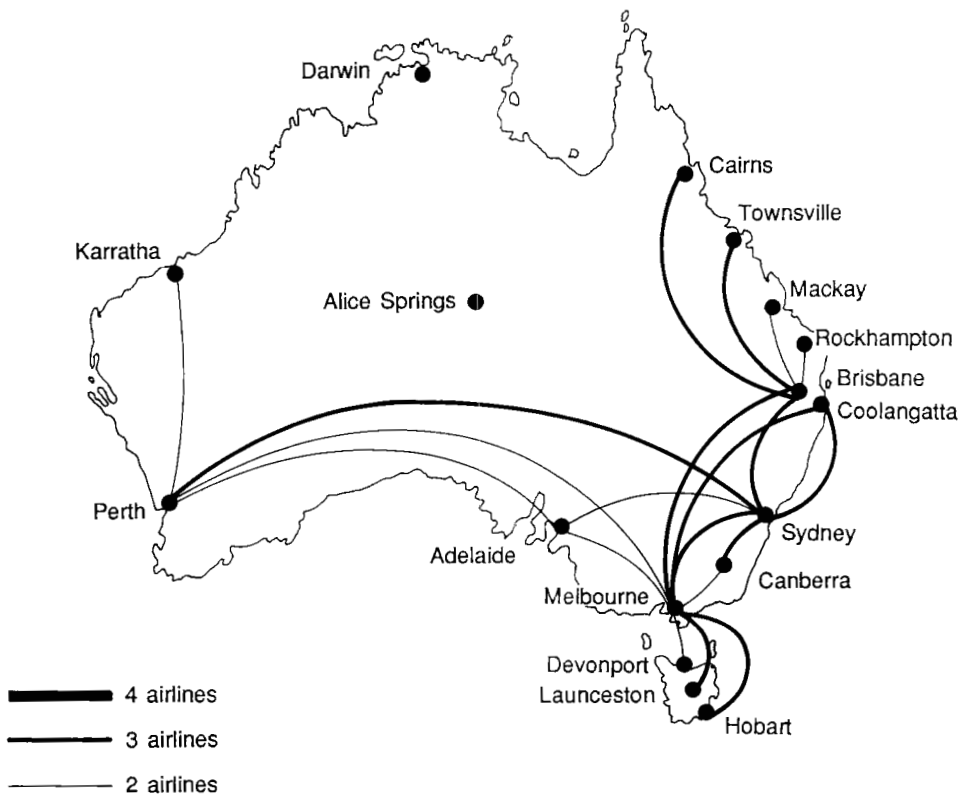 Darwin
Cairns
Townsville
Karratha
Mackay
Alice Springs
Rockhampton
Brisbane
Coolangatta
Perth
Sydney
Adelaide
Canberra
Melbourne
Devonport
Launceston
Hobart
4 airlines
3 airlines
2 airlines